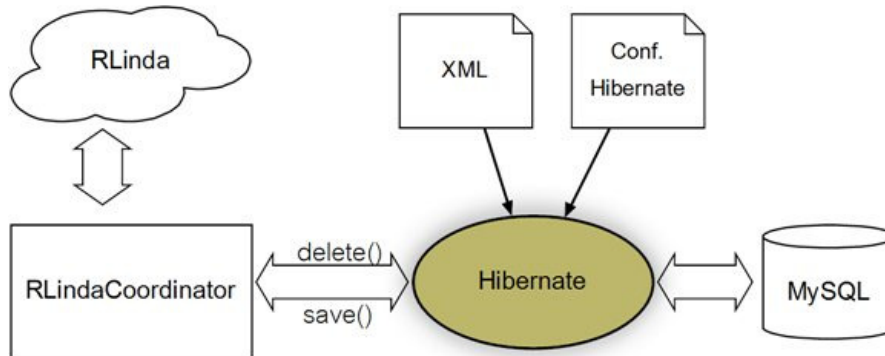 RLinda
XML
Conf.
Hibernate
RLindaCoordinator
delete()
save()
Hibernate
MySQL